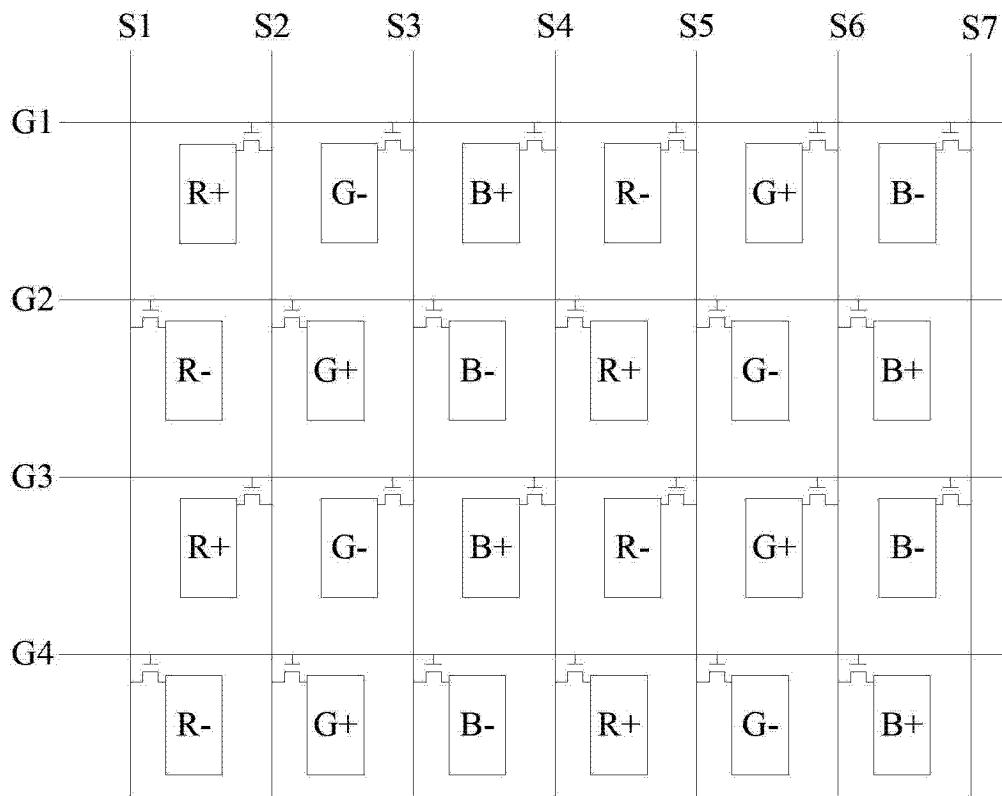 S1 S2 S3 S4 S5 S6 S7
G1
R+ G- B+ R- G+ B-
G2
R- G+ B- R+ G- B+
G3
R+ G- B+ R- G+ B-
G4
R- G+ B- R+ G- B+